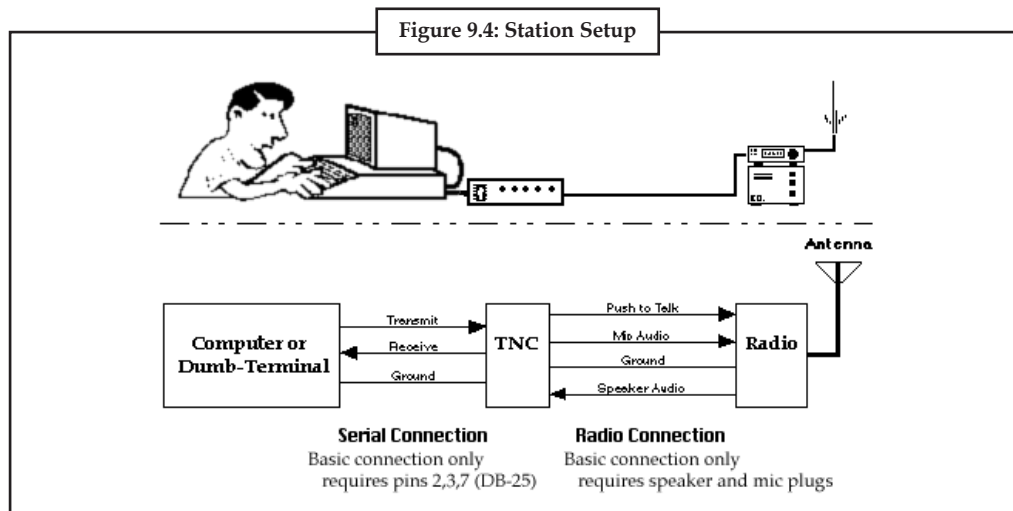 Figure 9.4: Station Setup
Antenna
Computer or
Dumb-Terminal
Transmit
Receive
Ground
TNC
Push to Talk
Mic Audio
Ground
Speaker Audio
Radio
Serial Connection
Basic connection only
requires pins 2,3,7 (DB-25)
Radio Connection
Basic connection only
requires speaker and mic plugs